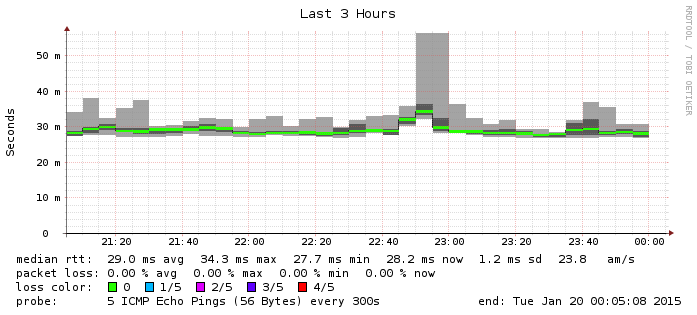 Last 3 Hours
RRDTOOL / TOBI OETIKER
Seconds
50 m
40 m
30 m
20 m
10 m
0
21:20 21:40 22:00 22:20 22:40 23:00 23:20 23:40 00:00
median rtt: 29.0 ms avg 34.3 ms max 27.7 ms min 28.2 ms now 1.2 ms sd 23.8 am/s
packet loss: 0.00 % avg 0.00 % max 0.00 % min 0.00 % now
loss color: 0 1/5 2/5 3/5 4/5
probe: 5 ICMP Echo Pings (56 Bytes) every 300s end: Tue Jan 20 00:05:08 2015